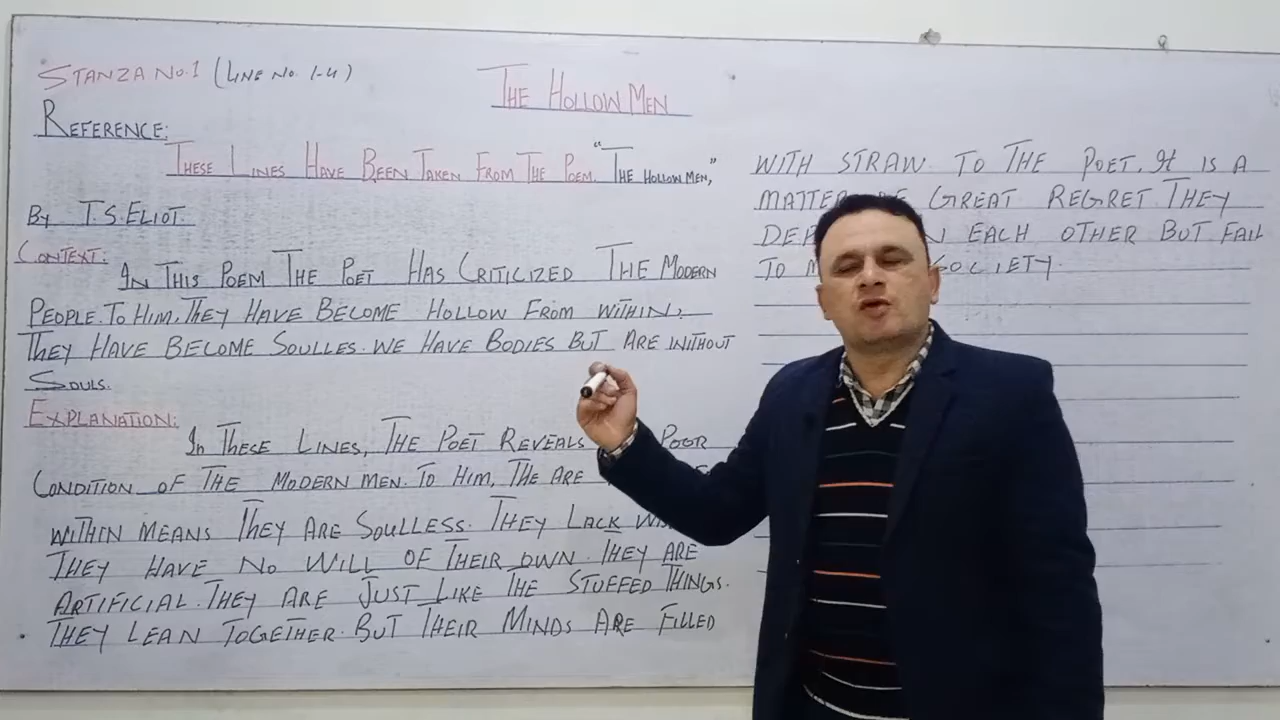 STANZA NO.1 (LINE NO. 1-4)
THE HOLLOW MEN
REFERENCE:
THESE LINES HAVE BEEN TAKEN FROM THE POEM. "THE HOLLOW MEN,"
BY T.S.ELIOT.
CONTEXT:
IN THIS POEM THE POET HAS CRITICIZED THE MODERN
PEOPLE. TO HIM, THEY HAVE BECOME HOLLOW FROM WITHIN,
THEY HAVE BECOME SOULLES. WE HAVE BODIES BUT ARE WITHOUT
SOULS.
EXPLANATION:
IN THESE LINES, THE POET REVEALS POOR
CONDITION OF THE MODERN MEN. TO HIM, THE ARE
WITHIN MEANS THEY ARE SOULLESS. THEY LACK
THEY HAVE NO WILL OF THEIR OWN. THEY ARE
ARTIFICIAL. THEY ARE JUST LIKE THE STUFFED THINGS.
THEY LEAN TOGETHER. BUT THEIR MINDS ARE FILLED
WITH STRAW. TO THE POET. It IS A
MATTER GREAT REGRET. THEY
EACH OTHER BUT FAIL
TO SOCIETY.